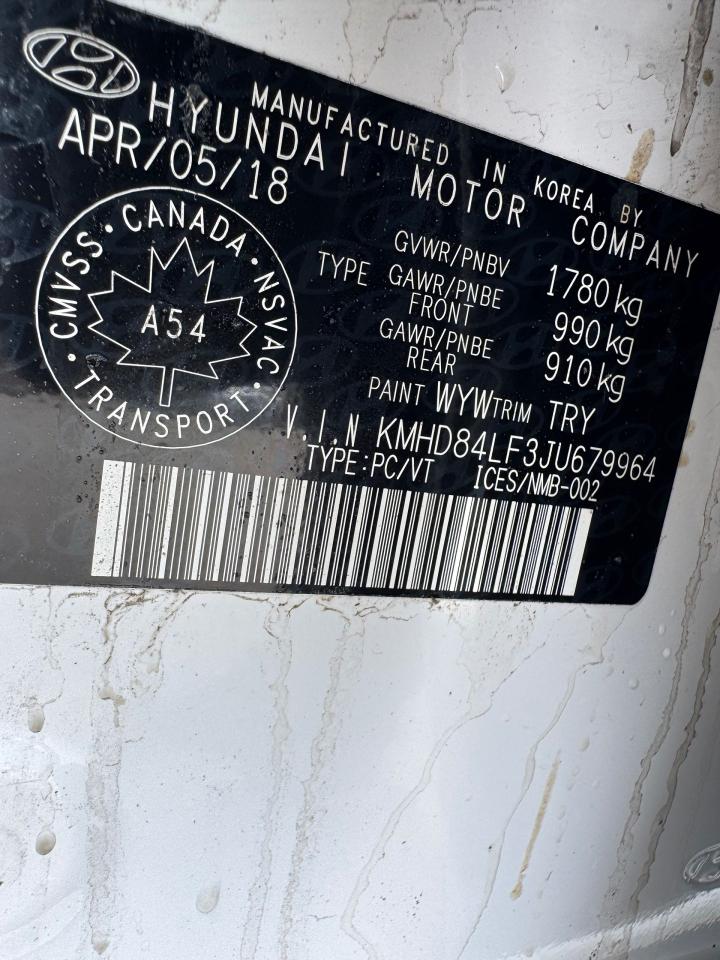 MANUFACTURED IN KOREA BY
HYUNDAI MOTOR COMPANY
APR/05/18
CMVSS · CANADA · NSVAC · TRANSPORT ·
A54
GVWR/PNBV 1780 kg
TYPE GAWR/PNBE FRONT 990 kg
GAWR/PNBE REAR 910 kg
PAINT WYW TRIM TRY
V.I.N KMHD84LF3JU679964
TYPE:PC/VT ICES/NMB-002